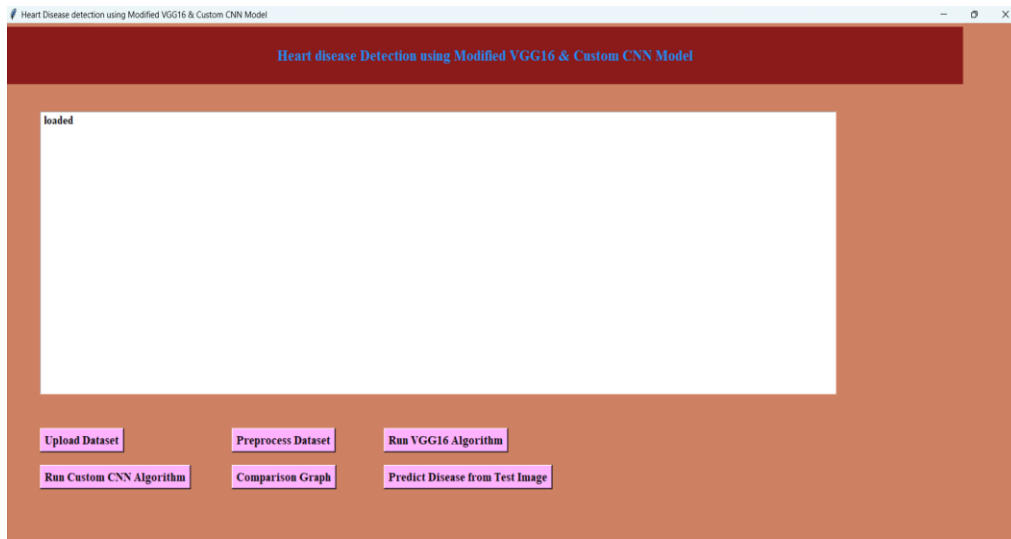 Heart Disease detection using Modified VGG16 & Custom CNN Model
Heart disease Detection using Modified VGG16 & Custom CNN Model
loaded
Upload Dataset
Preprocess Dataset
Run VGG16 Algorithm
Run Custom CNN Algorithm
Comparison Graph
Predict Disease from Test Image